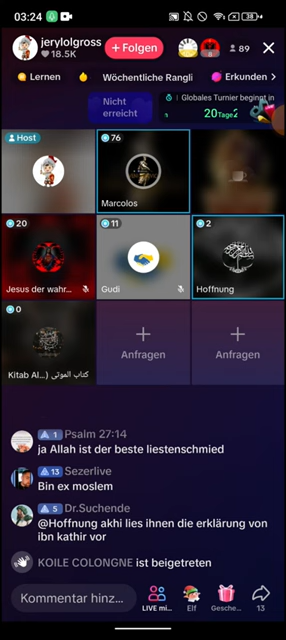 03:24
38
jerylolgross
18.5K
+ Folgen
89
Lernen
Wöchentliche Rangli
Erkunden
Nicht
erreicht
Globales Turnier beginnt in
20Tage
Host
76
Marcolos
20
Jesus der wahr...
11
Gudi
2
Hoffnung
0
Kitab Al...) كتاب الموتى
Anfragen
Anfragen
1 Psalm 27:14
ja Allah ist der beste liestenschmied
13 Sezerlive
Bin ex moslem
5 Dr.Suchende
@Hoffnung akhi lies ihnen die erklärung von
ibn kathir vor
KOILE COLONGNE ist beigetreten
Kommentar hinz...
LIVE mi...
Elf
Gesche...
13